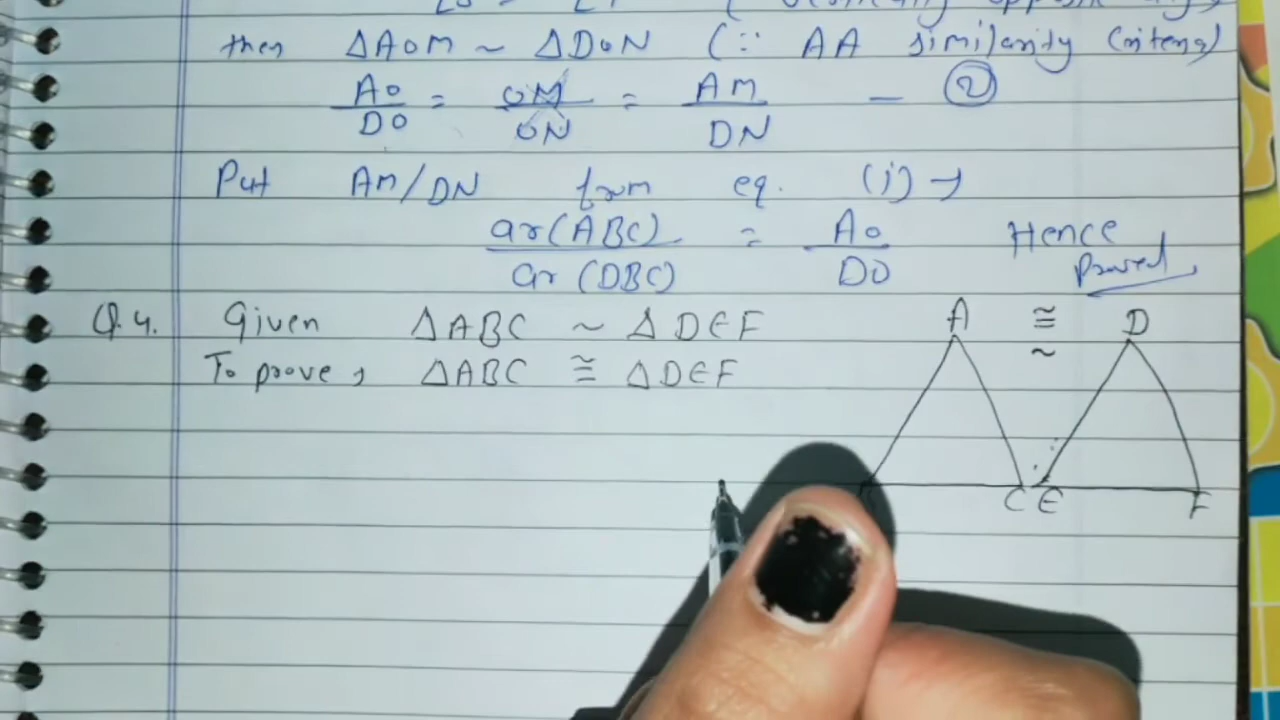 then ΔAOM ~ ΔDON (∵ AA similarity criteria)
AO/DO = OM/ON = AM/DN — ②
Put AM/DN from eq. (i) →
ar(ABC)/ar(DBC) = AO/DO Hence Proved
Q.4. Given ΔABC ~ ΔDEF
To prove, ΔABC ≅ ΔDEF
A ≅ D
~
C E F